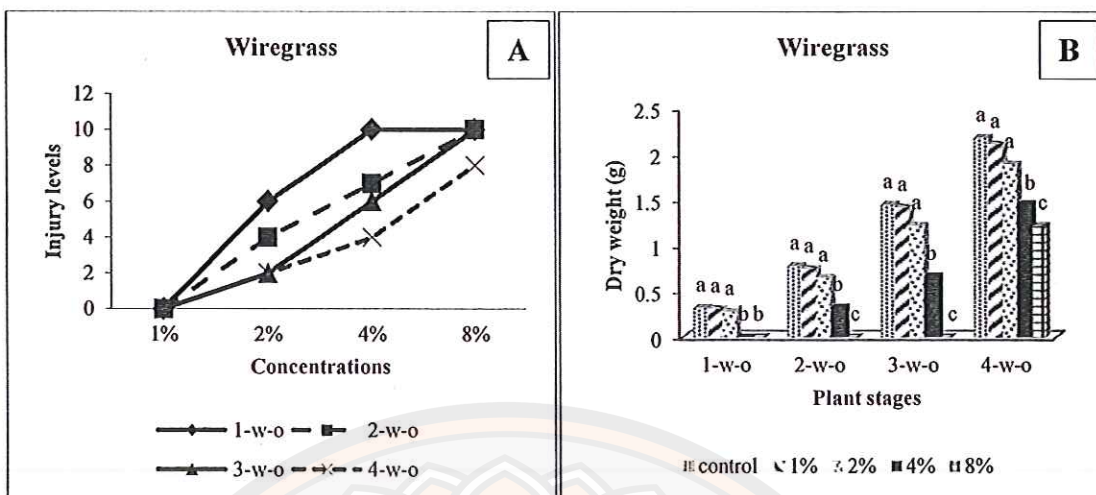 Wiregrass
A
12
10
8
6
4
2
0
Injury levels
1% 2% 4% 8%
Concentrations
1-w-o 2-w-o
3-w-o 4-w-o
Wiregrass
B
2.5
2
1.5
1
0.5
0
Dry weight (g)
a a a b b
a a a b c
a a a b c
a a a b c
1-w-o 2-w-o 3-w-o 4-w-o
Plant stages
control 1% 2% 4% 8%